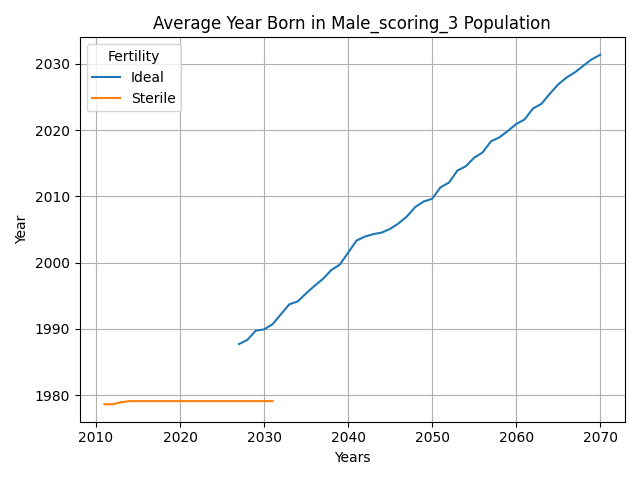 Average Year Born in Male_scoring_3 Population
Fertility
Ideal
Sterile
Year
2030
2020
2010
2000
1990
1980
2010
2020
2030
2040
2050
2060
2070
Years